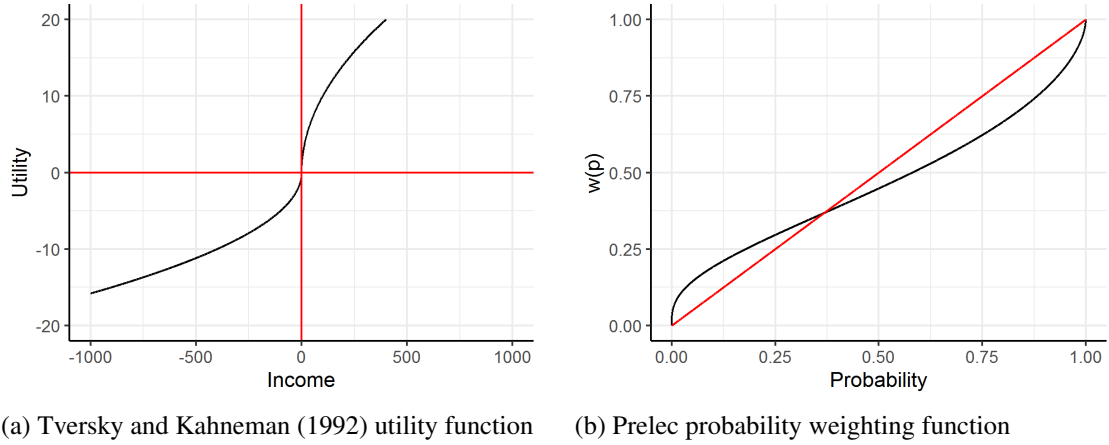 20
10
0
-10
-20
Utility
-1000 -500 0 500 1000
Income
1.00
0.75
0.50
0.25
0.00
w(p)
0.00 0.25 0.50 0.75 1.00
Probability
(a) Tversky and Kahneman (1992) utility function
(b) Prelec probability weighting function